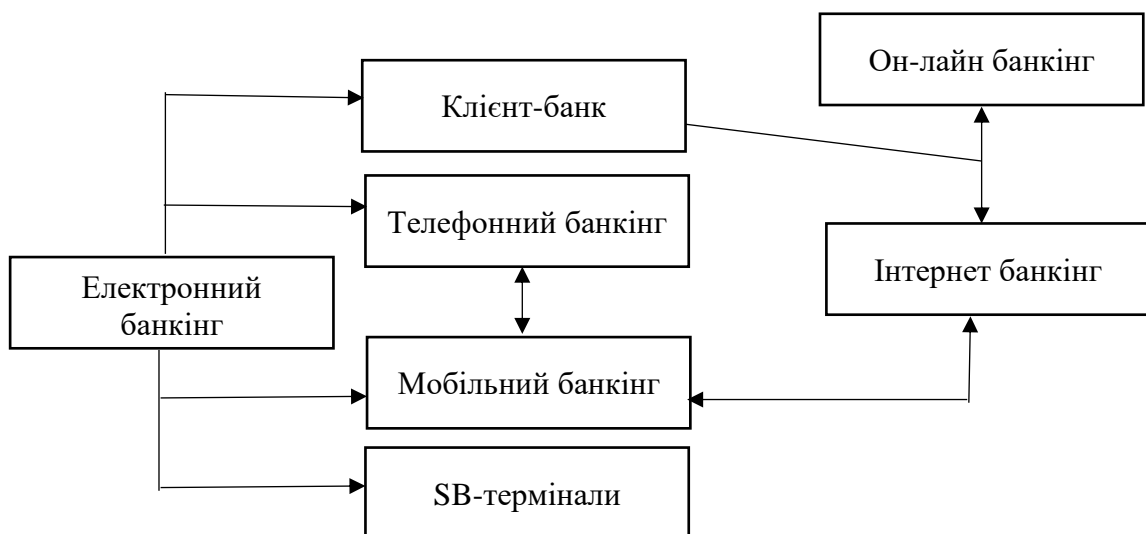 Он-лайн банкінг
Клієнт-банк
Телефонний банкінг
Інтернет банкінг
Електронний
банкінг
Мобільний банкінг
SB-термінали